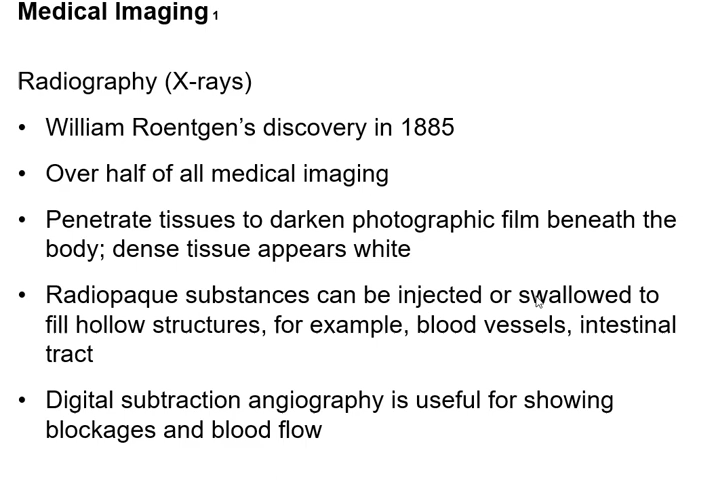 Medical Imaging 1
Radiography (X-rays)
• William Roentgen’s discovery in 1885
• Over half of all medical imaging
• Penetrate tissues to darken photographic film beneath the
body; dense tissue appears white
• Radiopaque substances can be injected or swallowed to
fill hollow structures, for example, blood vessels, intestinal
tract
• Digital subtraction angiography is useful for showing
blockages and blood flow